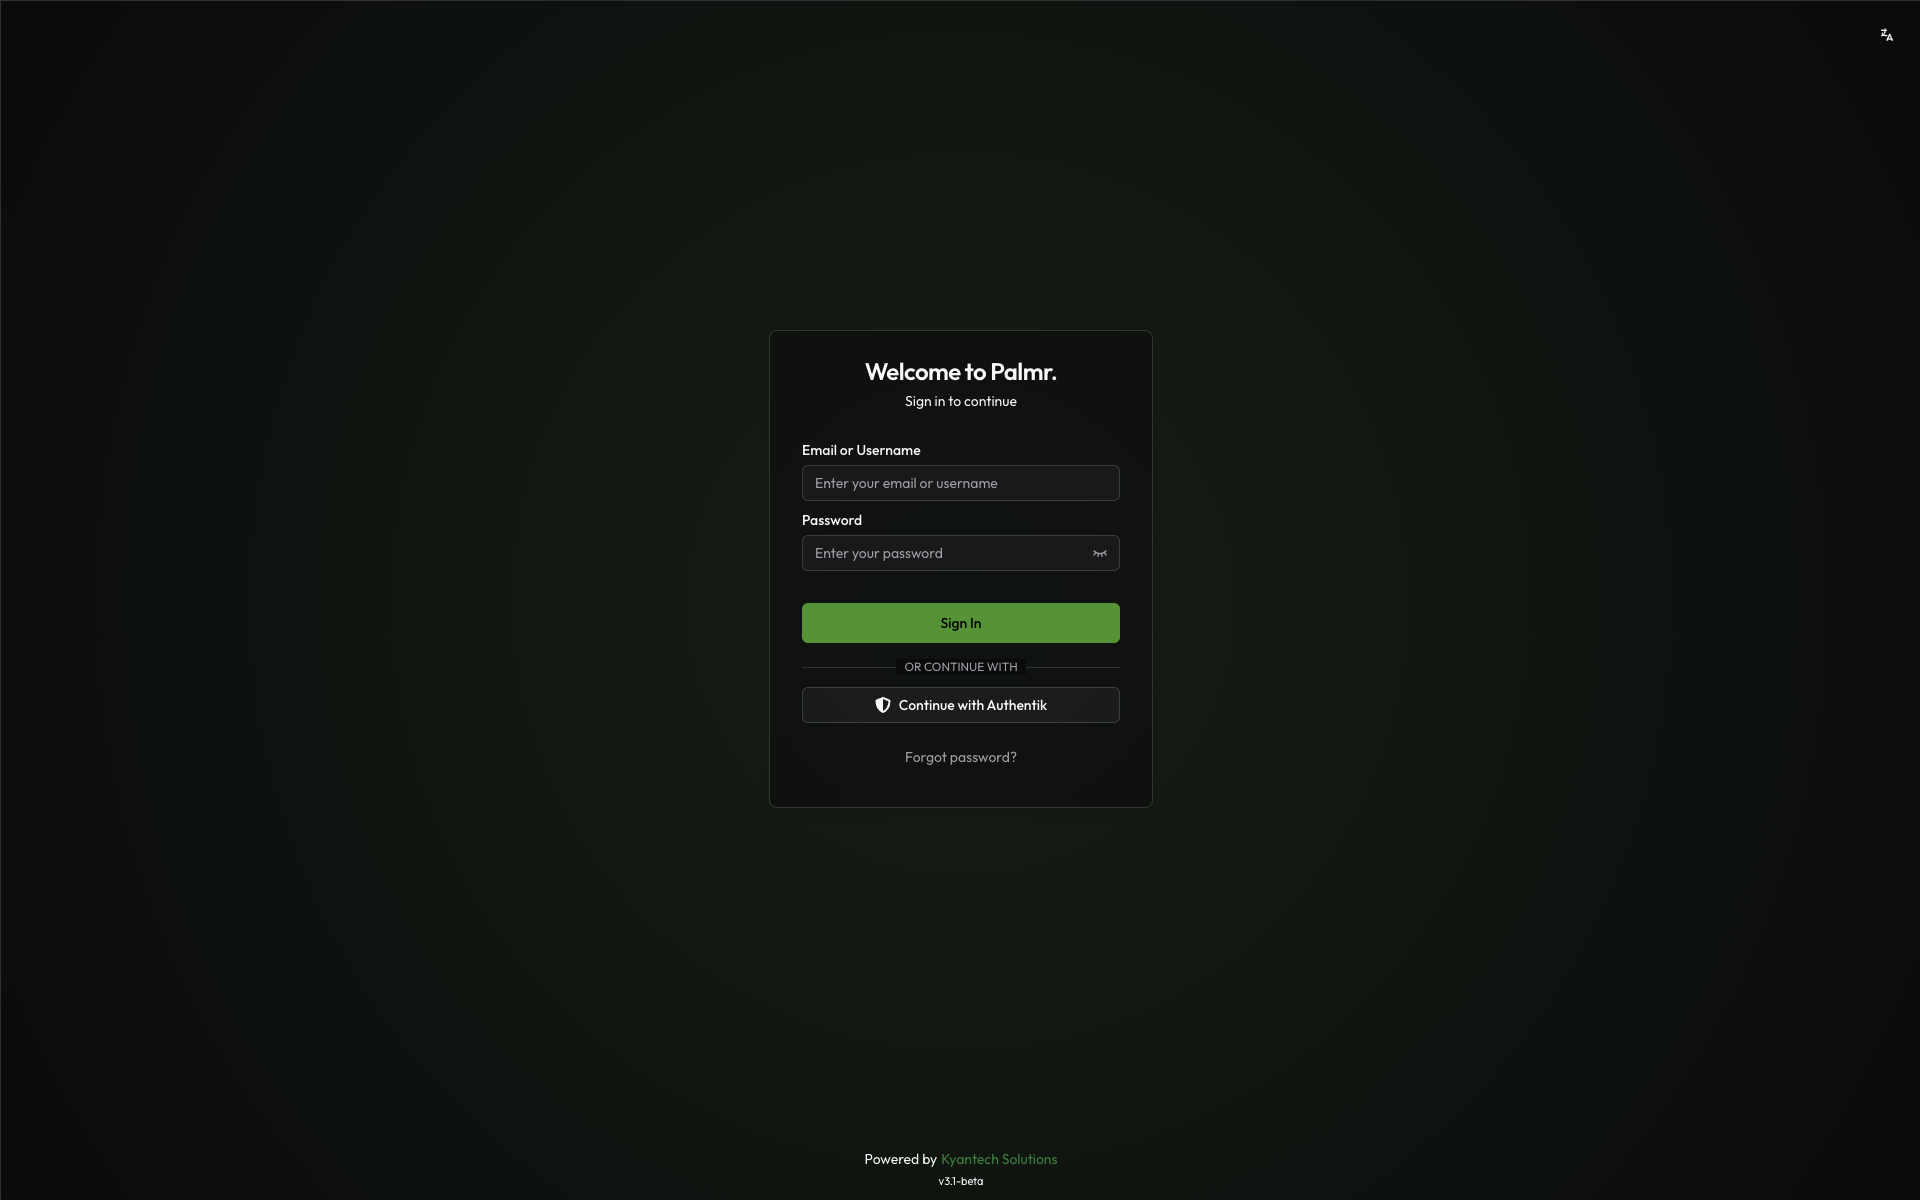 Welcome to Palmr.
Sign in to continue
Email or Username
Enter your email or username
Password
Enter your password
Sign In
OR CONTINUE WITH
Continue with Authentik
Forgot password?
Powered by Kyantech Solutions
v3.1-beta